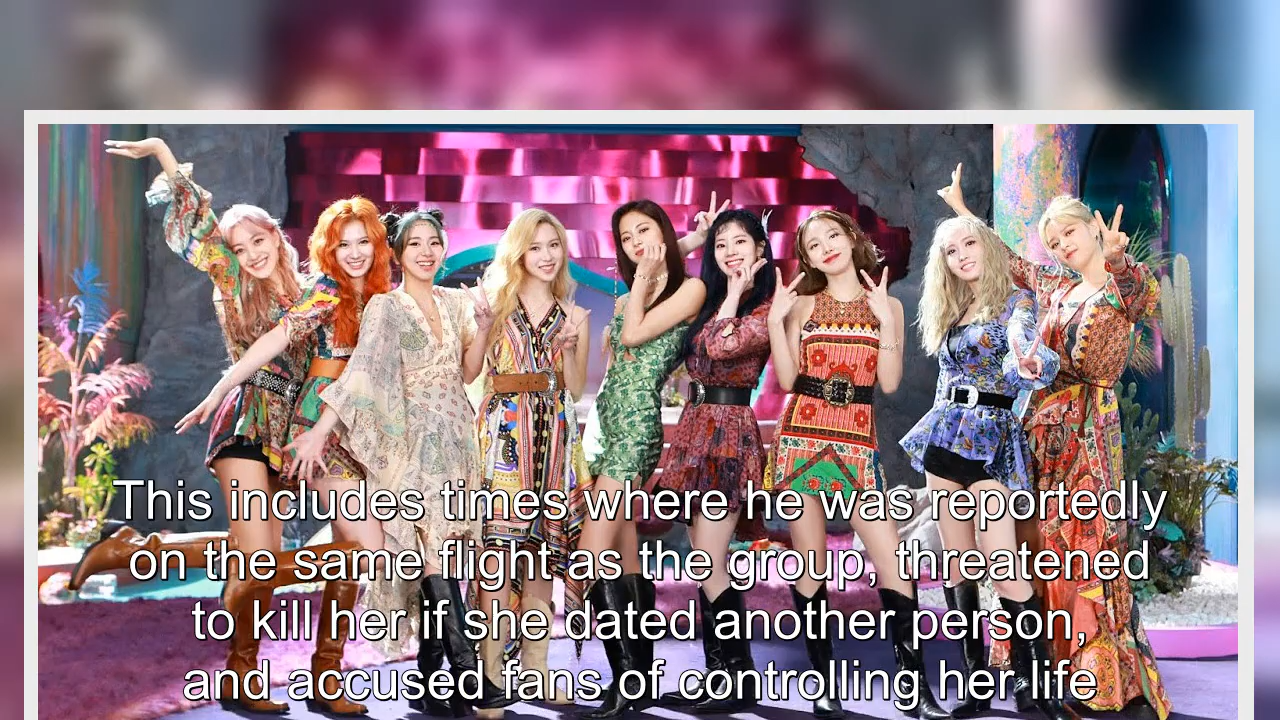 This includes times where he was reportedly
on the same flight as the group, threatened
to kill her if she dated another person,
and accused fans of controlling her life